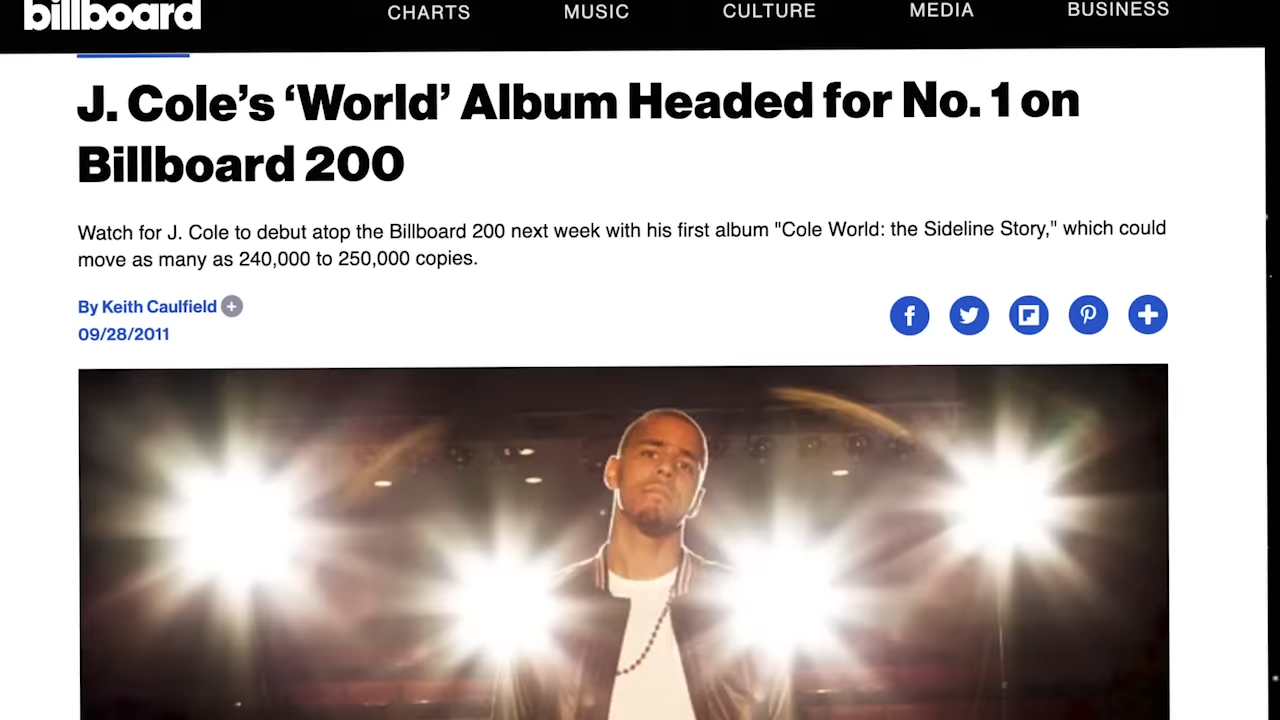 billboard
CHARTS MUSIC CULTURE MEDIA BUSINESS
J. Cole’s ‘World’ Album Headed for No. 1 on
Billboard 200
Watch for J. Cole to debut atop the Billboard 200 next week with his first album "Cole World: the Sideline Story," which could
move as many as 240,000 to 250,000 copies.
By Keith Caulfield
09/28/2011